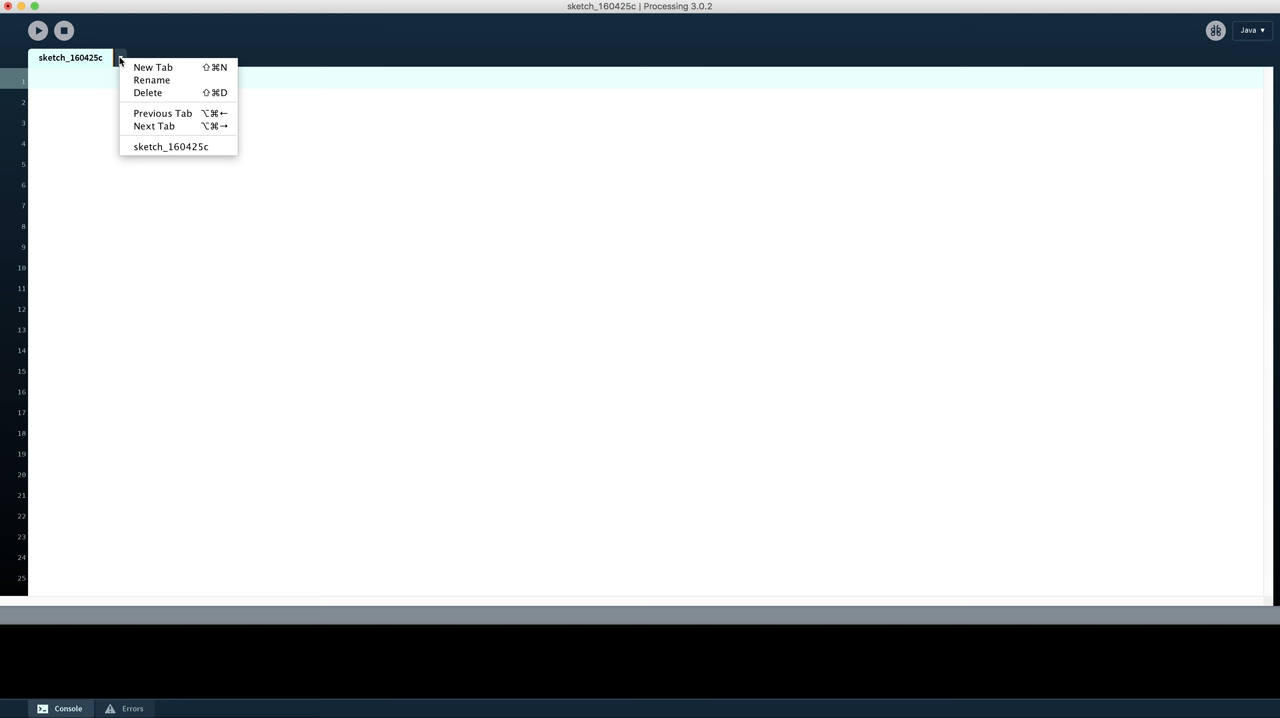 sketch_160425c | Processing 3.0.2
Java ▾
sketch_160425c
New Tab ⇧⌘N
Rename
Delete ⇧⌘D
Previous Tab ⌥⌘←
Next Tab ⌥⌘→
sketch_160425c
1
2
3
4
5
6
7
8
9
10
11
12
13
14
15
16
17
18
19
20
21
22
23
24
25
Console
Errors